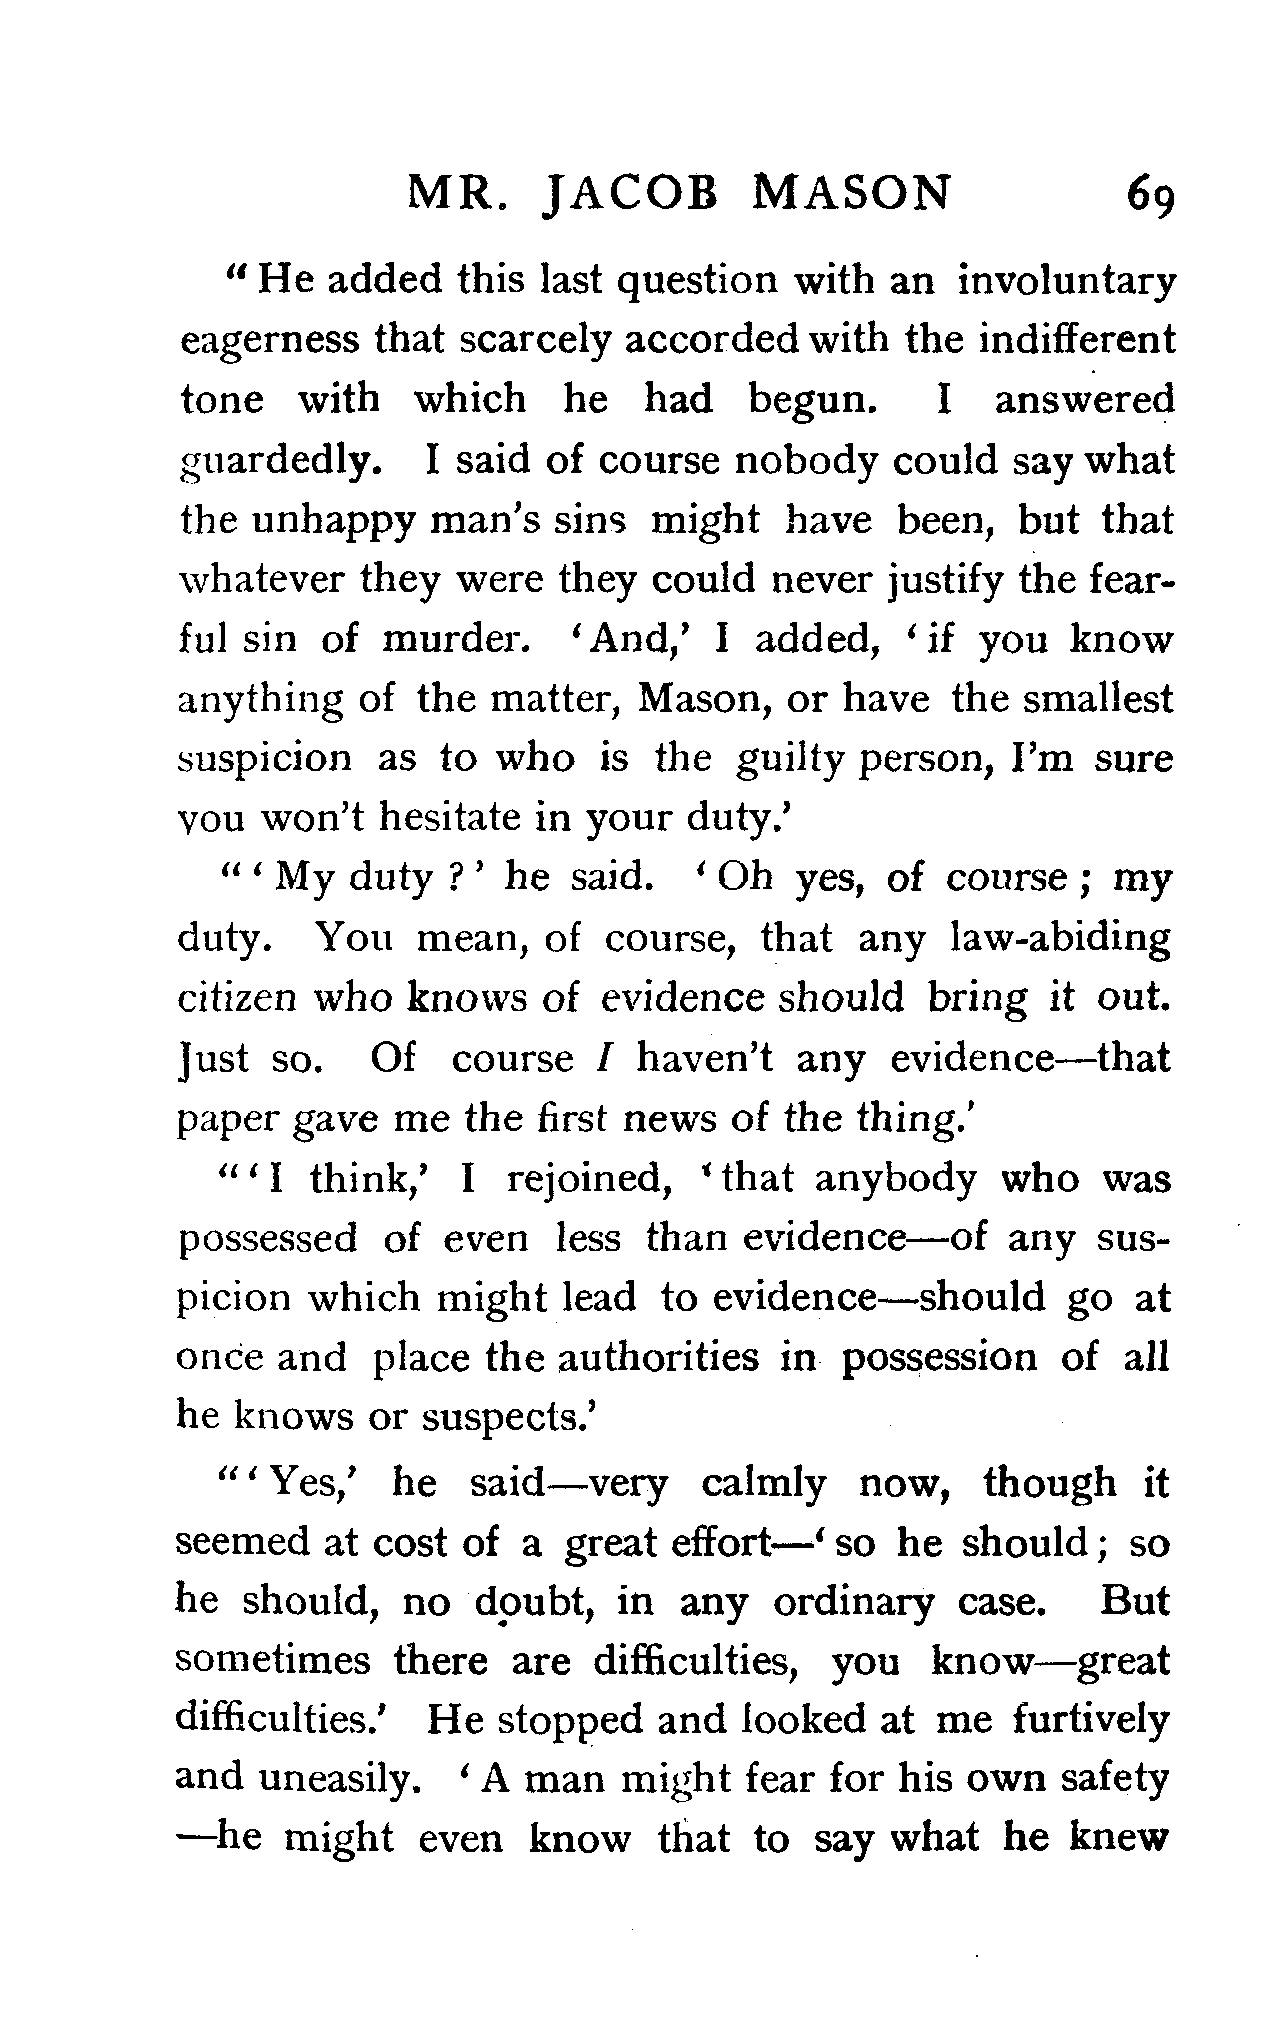 MR. JACOB MASON 69
" He added this last question with an involuntary
eagerness that scarcely accorded with the indifferent
tone with which he had begun. I answered
guardedly. I said of course nobody could say what
the unhappy man's sins might have been, but that
whatever they were they could never justify the fear-
ful sin of murder. 'And,' I added, 'if you know
anything of the matter, Mason, or have the smallest
suspicion as to who is the guilty person, I'm sure
you won't hesitate in your duty.'
" ' My duty ? ' he said. ' Oh yes, of course ; my
duty. You mean, of course, that any law-abiding
citizen who knows of evidence should bring it out.
Just so. Of course I haven't any evidence—that
paper gave me the first news of the thing.'
" ' I think,' I rejoined, 'that anybody who was
possessed of even less than evidence—of any sus-
picion which might lead to evidence—should go at
once and place the authorities in possession of all
he knows or suspects.'
" ' Yes,' he said—very calmly now, though it
seemed at cost of a great effort—' so he should ; so
he should, no doubt, in any ordinary case. But
sometimes there are difficulties, you know—great
difficulties.' He stopped and looked at me furtively
and uneasily. ' A man might fear for his own safety
—he might even know that to say what he knew